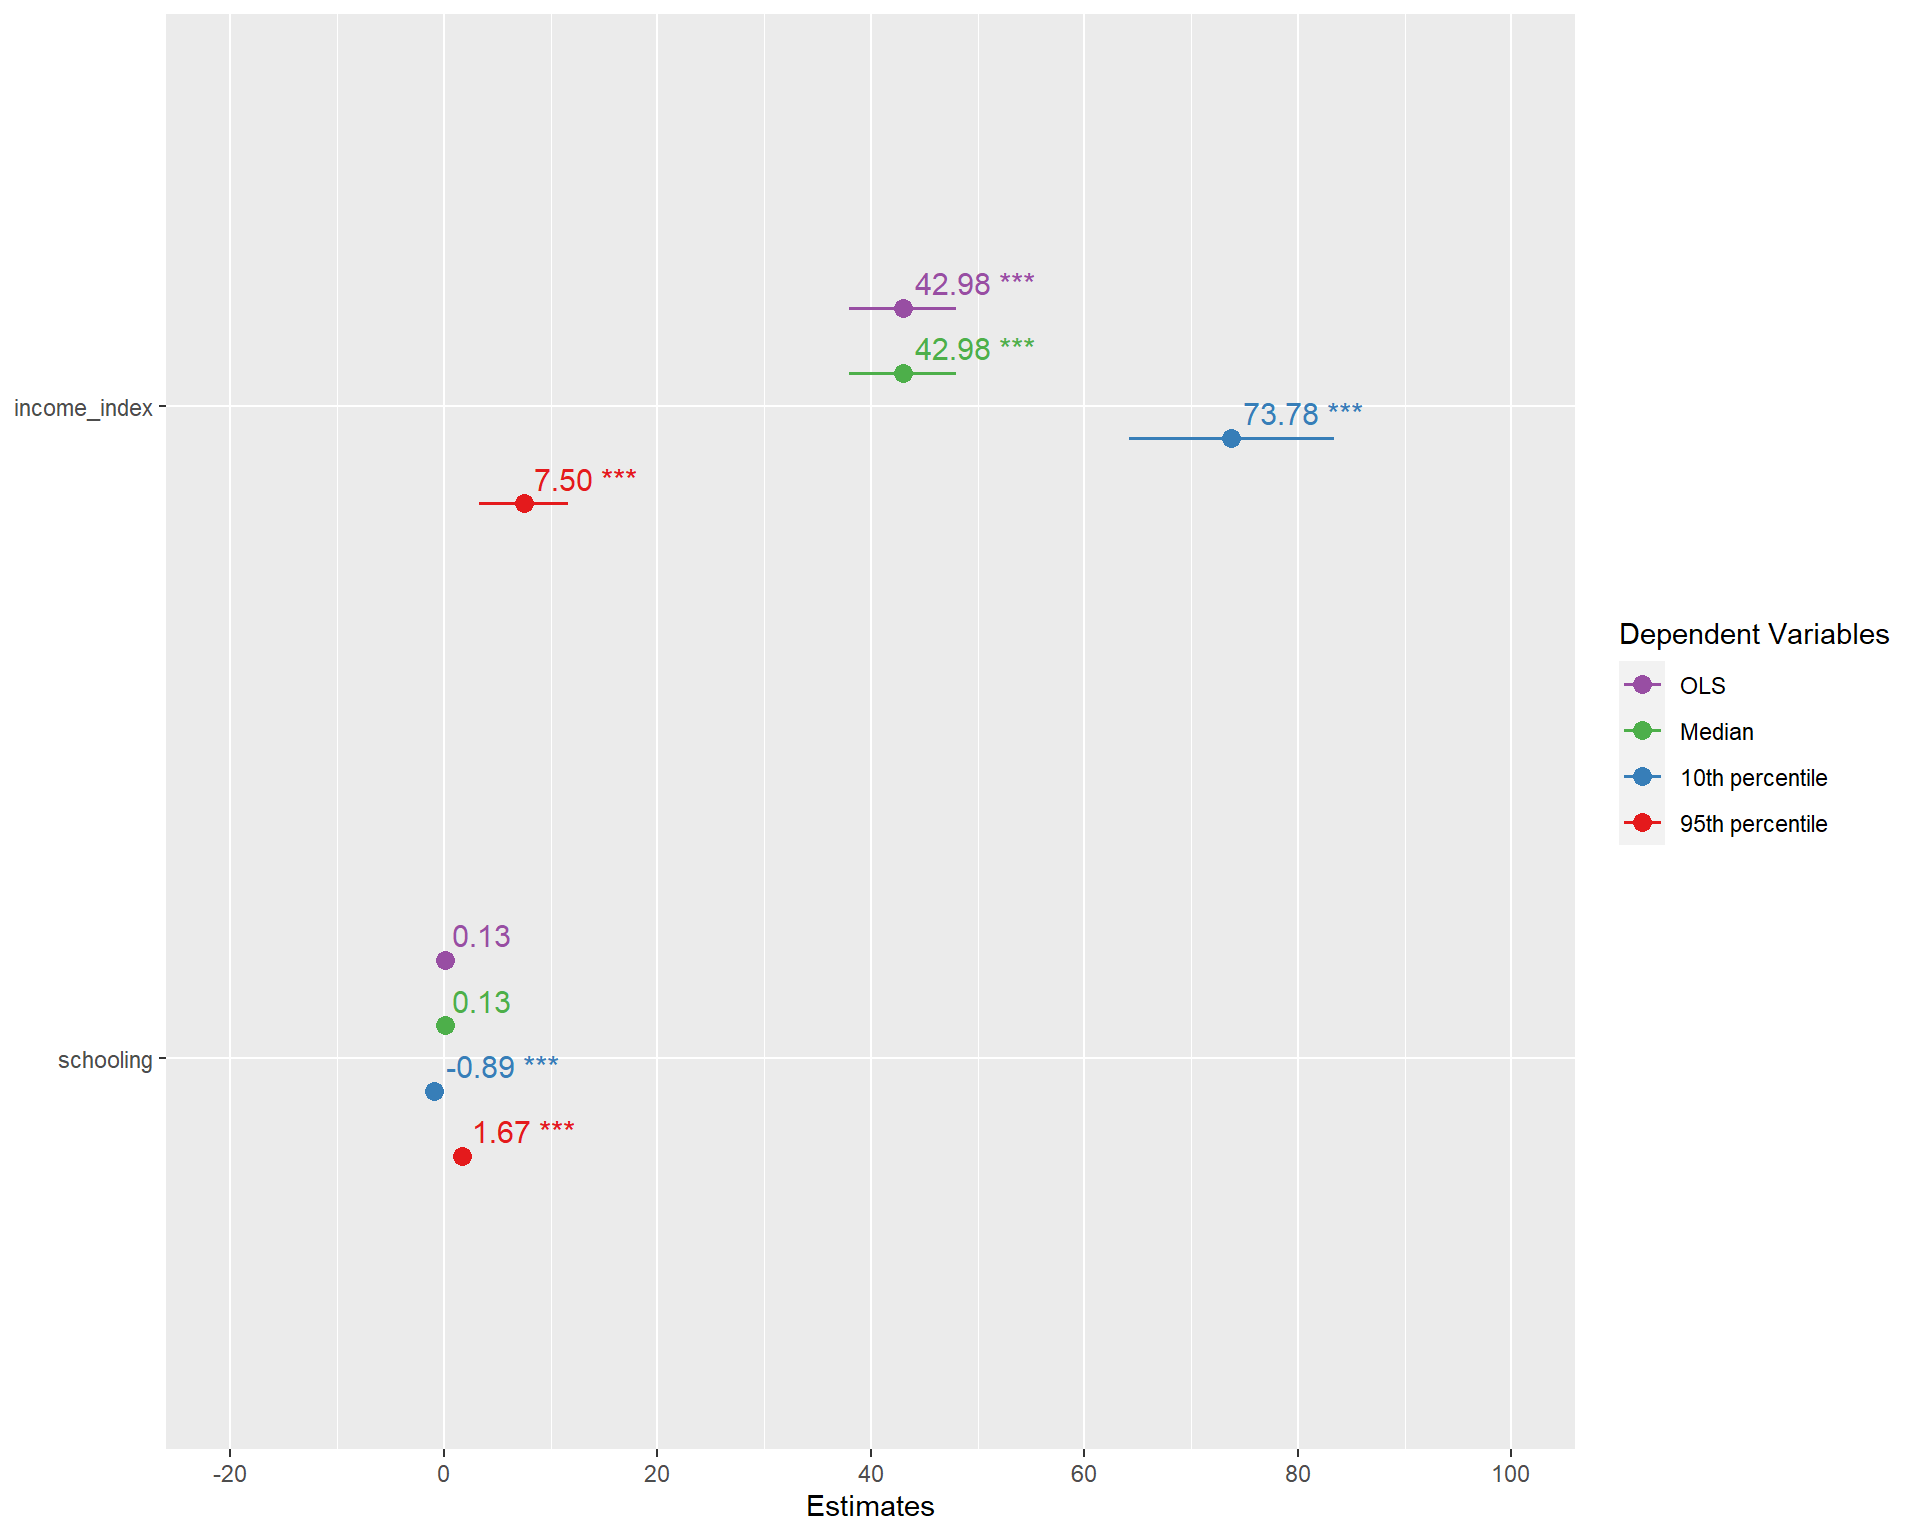 42.98 ***
42.98 ***
income_index
73.78 ***
7.50 ***
Dependent Variables
OLS
Median
10th percentile
95th percentile
0.13
0.13
schooling
-0.89 ***
1.67 ***
-20 0 20 40 60 80 100
Estimates